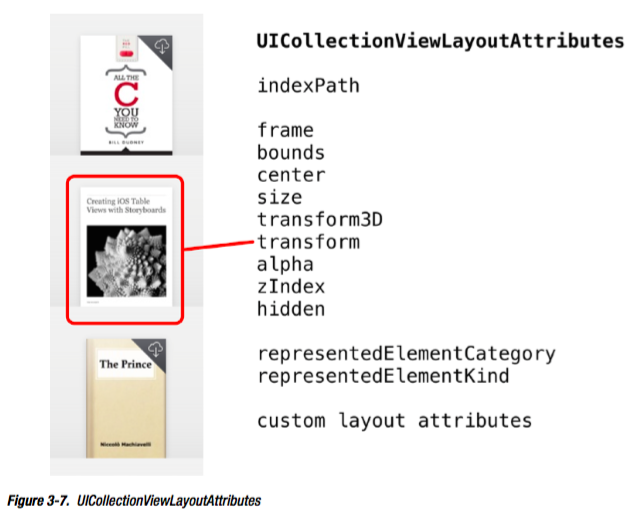 ALL THE
C
YOU
NEED TO
KNOW
BILL GURNEY
Creating iOS Table
Views with Storyboards
The Prince
Niccolò Machiavelli
UICollectionViewLayoutAttributes
indexPath
frame
bounds
center
size
transform3D
transform
alpha
zIndex
hidden
representedElementCategory
representedElementKind
custom layout attributes
Figure 3-7. UICollectionViewLayoutAttributes